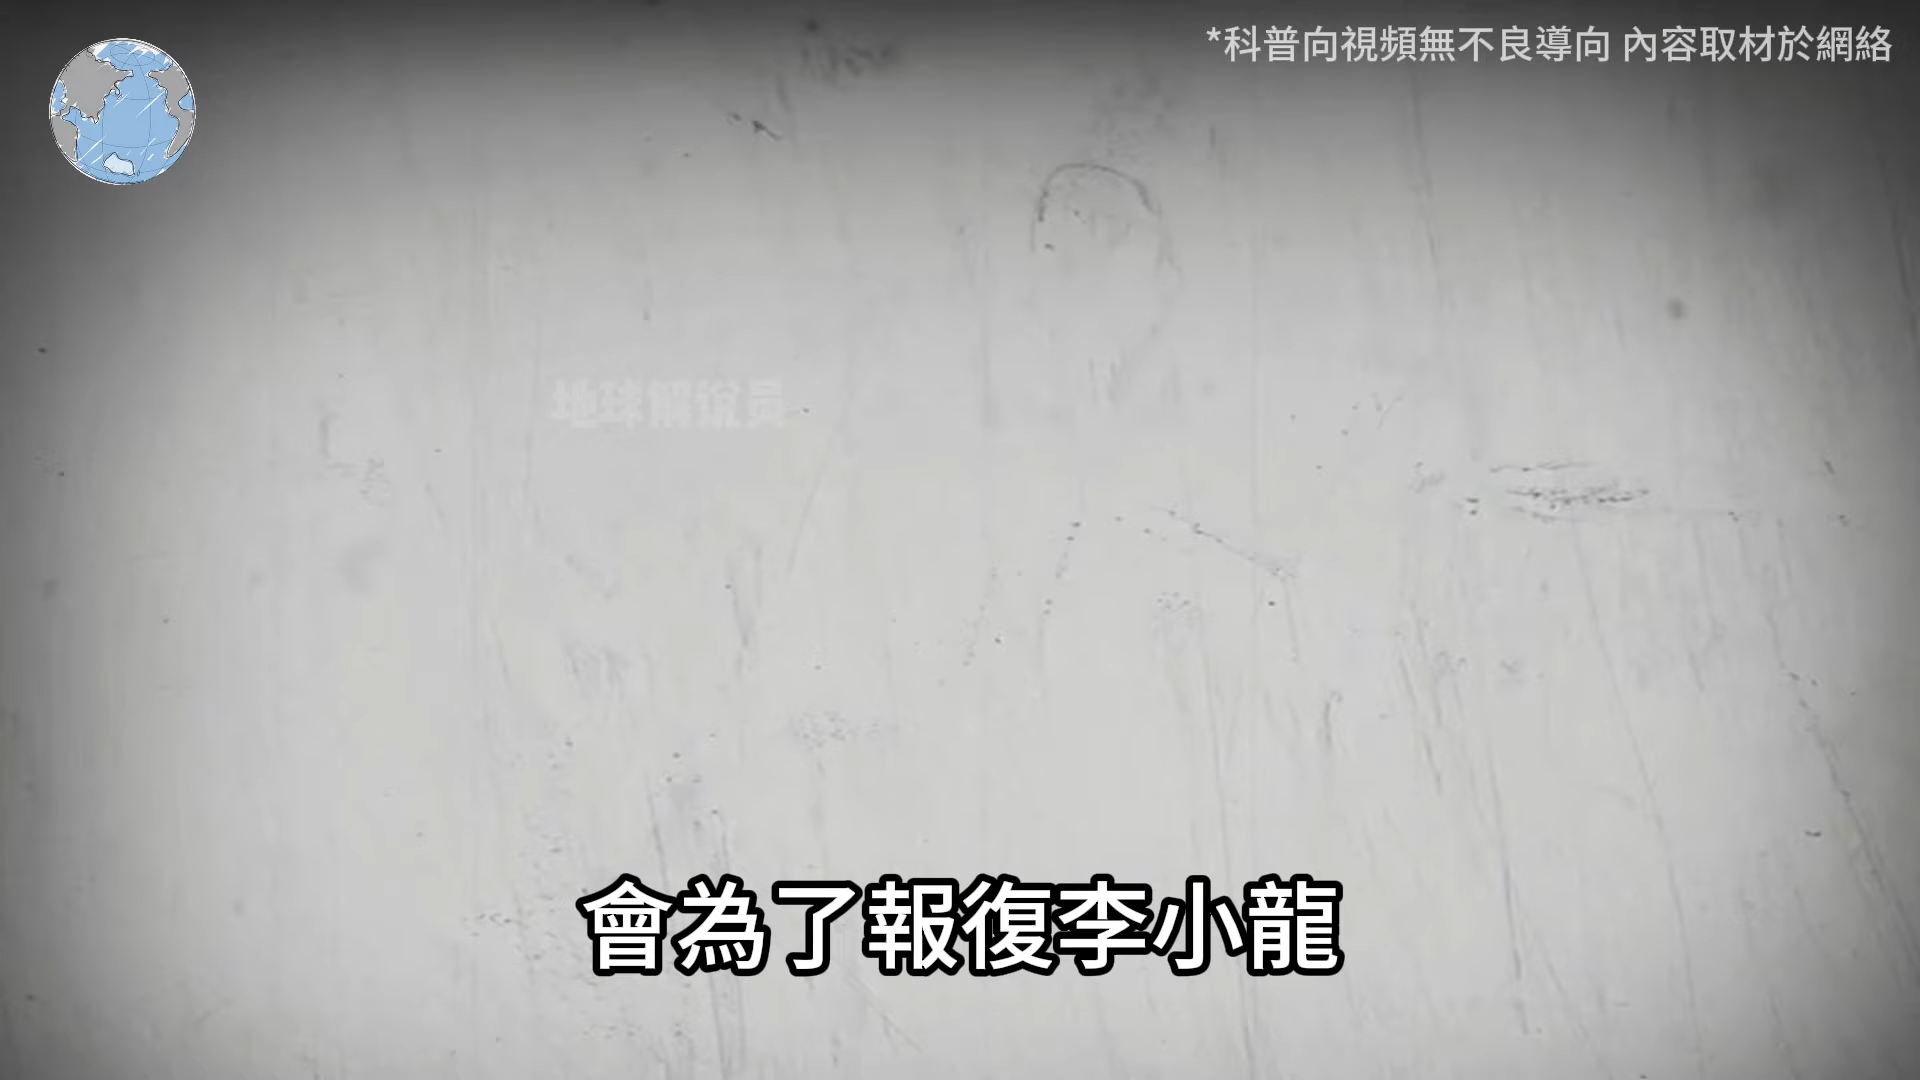 *科普向視頻無不良導向 內容取材於網絡
地球解说员
會為了報復李小龍